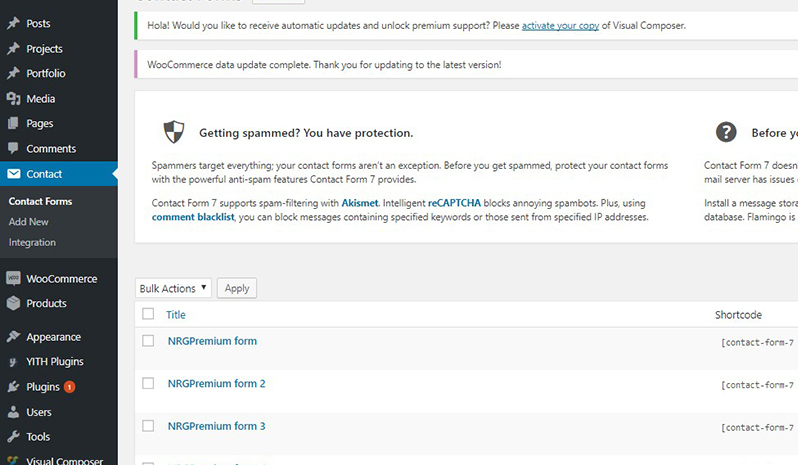 Posts
Projects
Portfolio
Media
Pages
Comments
Contact
Contact Forms
Add New
Integration
WooCommerce
Products
Appearance
YITH Plugins
Plugins 1
Users
Tools
Visual Composer
Hola! Would you like to receive automatic updates and unlock premium support? Please activate your copy of Visual Composer.
WooCommerce data update complete. Thank you for updating to the latest version!
Getting spammed? You have protection.
Spammers target everything; your contact forms aren't an exception. Before you get spammed, protect your contact forms
with the powerful anti-spam features Contact Form 7 provides.
Contact Form 7 supports spam-filtering with Akismet. Intelligent reCAPTCHA blocks annoying spambots. Plus, using
comment blacklist, you can block messages containing specified keywords or those sent from specified IP addresses.
? Before yo
Contact Form 7 doesn
mail server has issues
Install a message stora
database. Flamingo is
Bulk Actions
Apply
Title
Shortcode
NRGPremium form
[contact-form-7
NRGPremium form 2
[contact-form-7
NRGPremium form 3
[contact-form-7